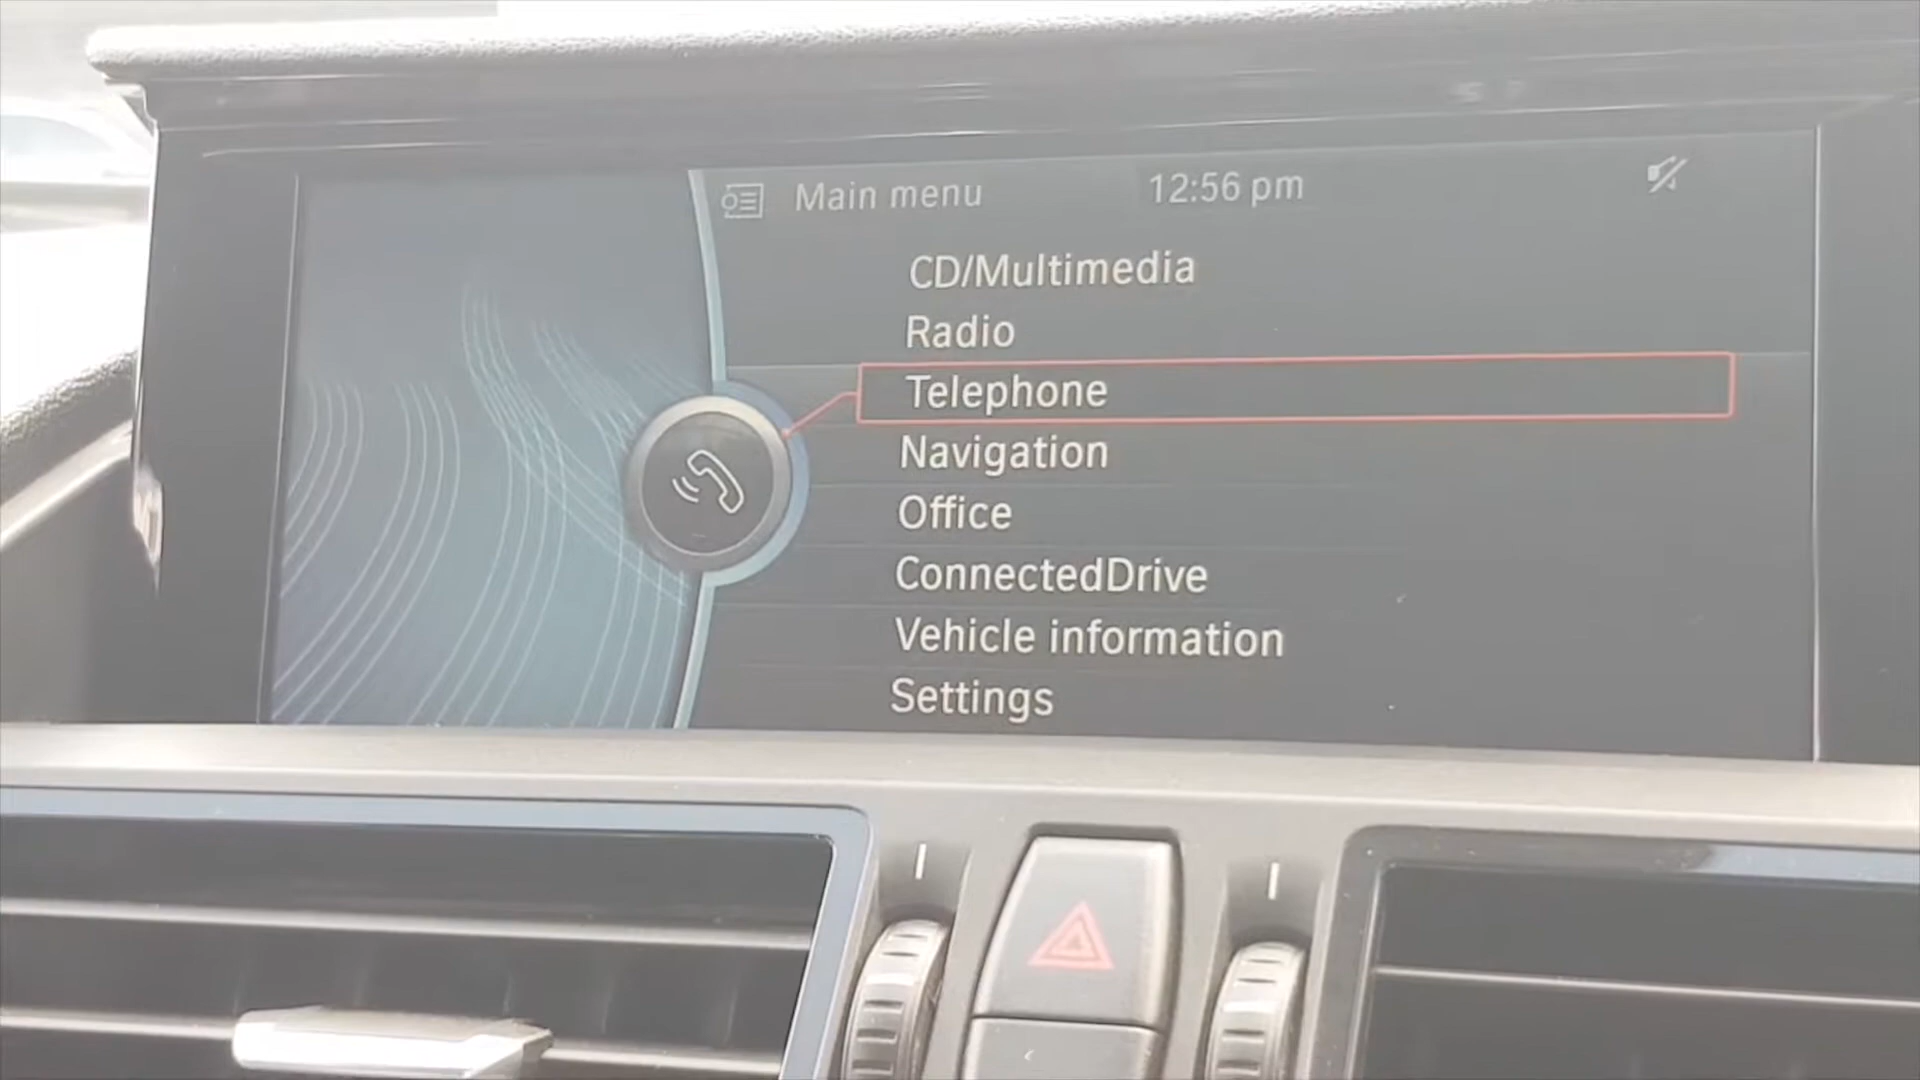 Main menu 12:56 pm
CD/Multimedia
Radio
Telephone
Navigation
Office
ConnectedDrive
Vehicle information
Settings